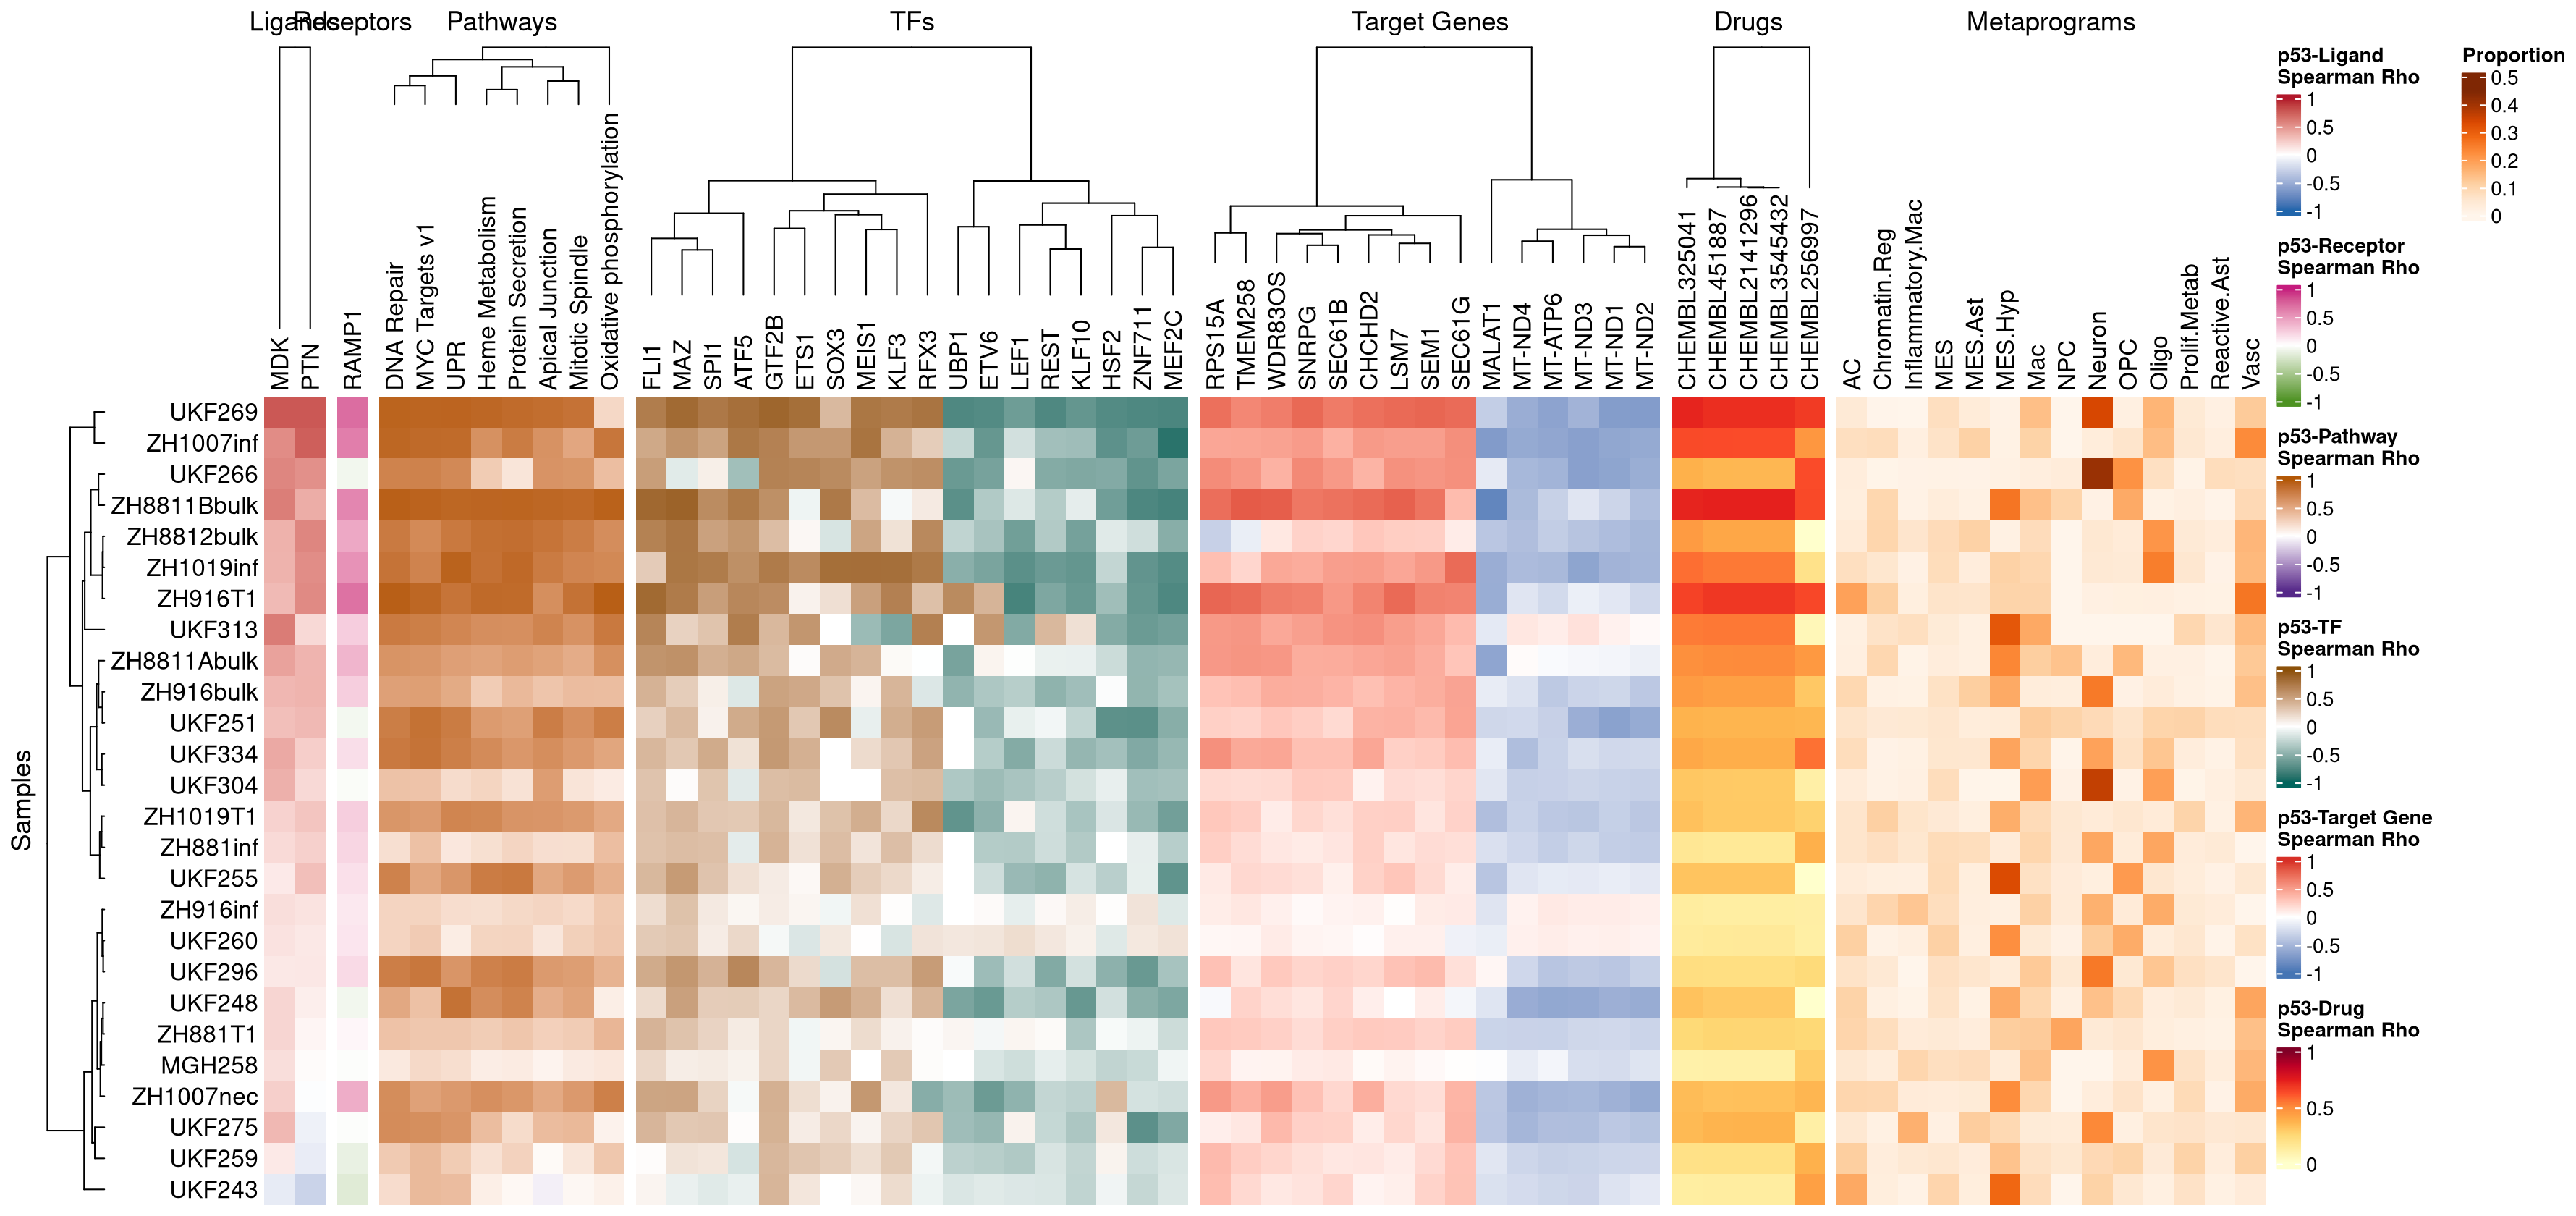 Ligands Receptors Pathways TFs Target Genes Drugs Metaprograms
MDK
PTN
RAMP1
DNA Repair
MYC Targets v1
UPR
Heme Metabolism
Protein Secretion
Apical Junction
Mitotic Spindle
Oxidative phosphorylation
FLI1
MAZ
SPI1
ATF5
GTF2B
ETS1
SOX3
MEIS1
KLF3
RFX3
UBP1
ETV6
LEF1
REST
KLF10
HSF2
ZNF711
MEF2C
RPS15A
TMEM258
WDR83OS
SNRPG
SEC61B
CHCHD2
LSM7
SEM1
SEC61G
MALAT1
MT-ND4
MT-ATP6
MT-ND3
MT-ND1
MT-ND2
CHEMBL325041
CHEMBL451887
CHEMBL2141296
CHEMBL3545432
CHEMBL256997
AC
Chromatin.Reg
Inflammatory.Mac
MES
MES.Ast
MES.Hyp
Mac
NPC
Neuron
OPC
Oligo
Prolif.Metab
Reactive.Ast
Vasc
Samples
UKF269
ZH1007inf
UKF266
ZH8811Bbulk
ZH8812bulk
ZH1019inf
ZH916T1
UKF313
ZH8811Abulk
ZH916bulk
UKF251
UKF334
UKF304
ZH1019T1
ZH881inf
UKF255
ZH916inf
UKF260
UKF296
UKF248
ZH881T1
MGH258
ZH1007nec
UKF275
UKF259
UKF243
p53-Ligand
Spearman Rho
1
0.5
0
-0.5
-1
p53-Receptor
Spearman Rho
1
0.5
0
-0.5
-1
p53-Pathway
Spearman Rho
1
0.5
0
-0.5
-1
p53-TF
Spearman Rho
1
0.5
0
-0.5
-1
p53-Target Gene
Spearman Rho
1
0.5
0
-0.5
-1
p53-Drug
Spearman Rho
1
0.5
0
Proportion
0.5
0.4
0.3
0.2
0.1
0